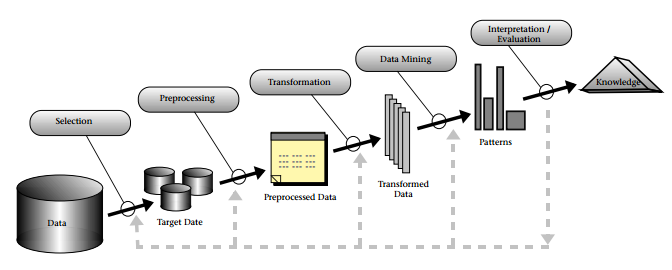 Interpretation /
Evaluation
Data Mining
Transformation
Preprocessing
Selection
Data
Target Date
Preprocessed Data
Transformed
Data
Patterns
Knowledge